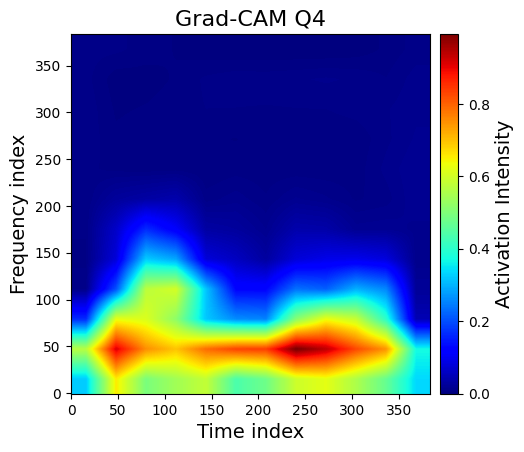 Grad-CAM Q4
Frequency index
350
300
250
200
150
100
50
0
0 50 100 150 200 250 300 350
Time index
0.8
0.6
0.4
0.2
0.0
Activation Intensity